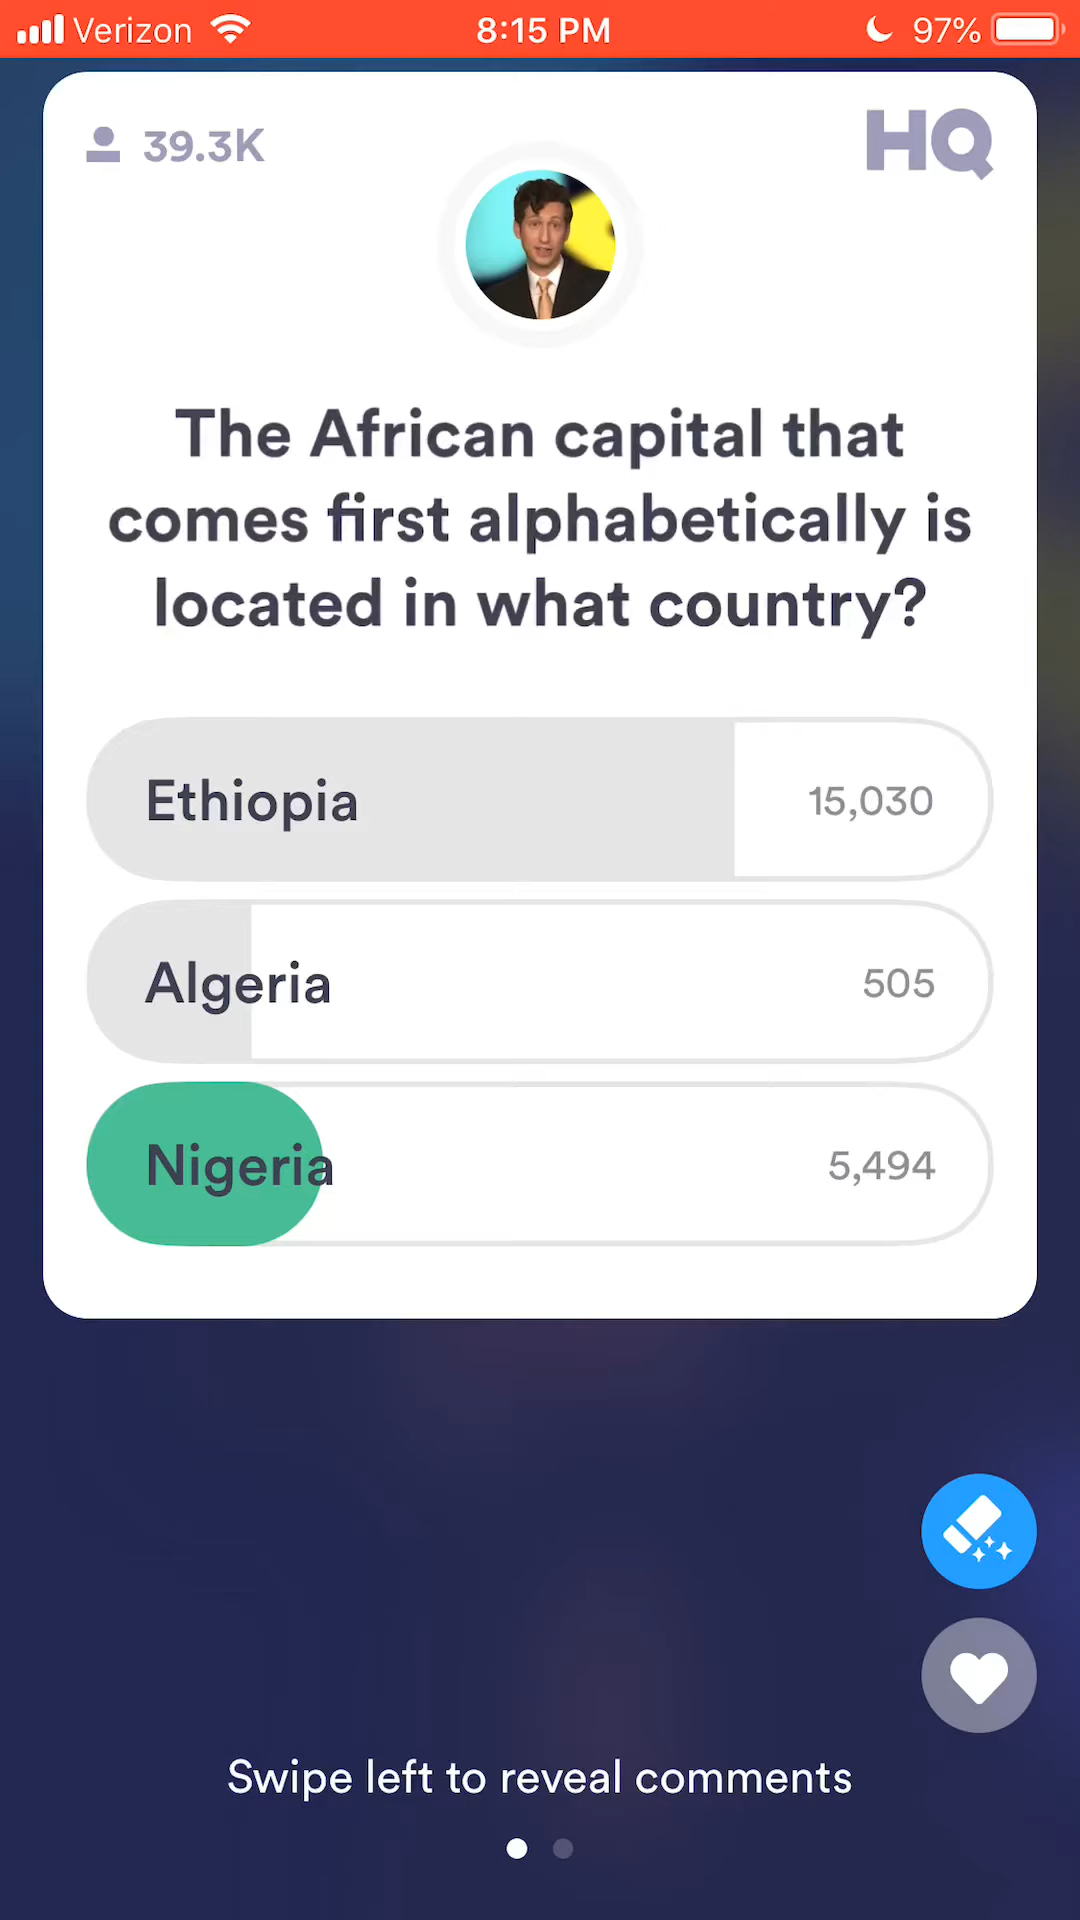 Verizon 8:15 PM 97%
39.3K HQ
The African capital that
comes first alphabetically is
located in what country?
Ethiopia 15,030
Algeria 505
Nigeria 5,494
Swipe left to reveal comments